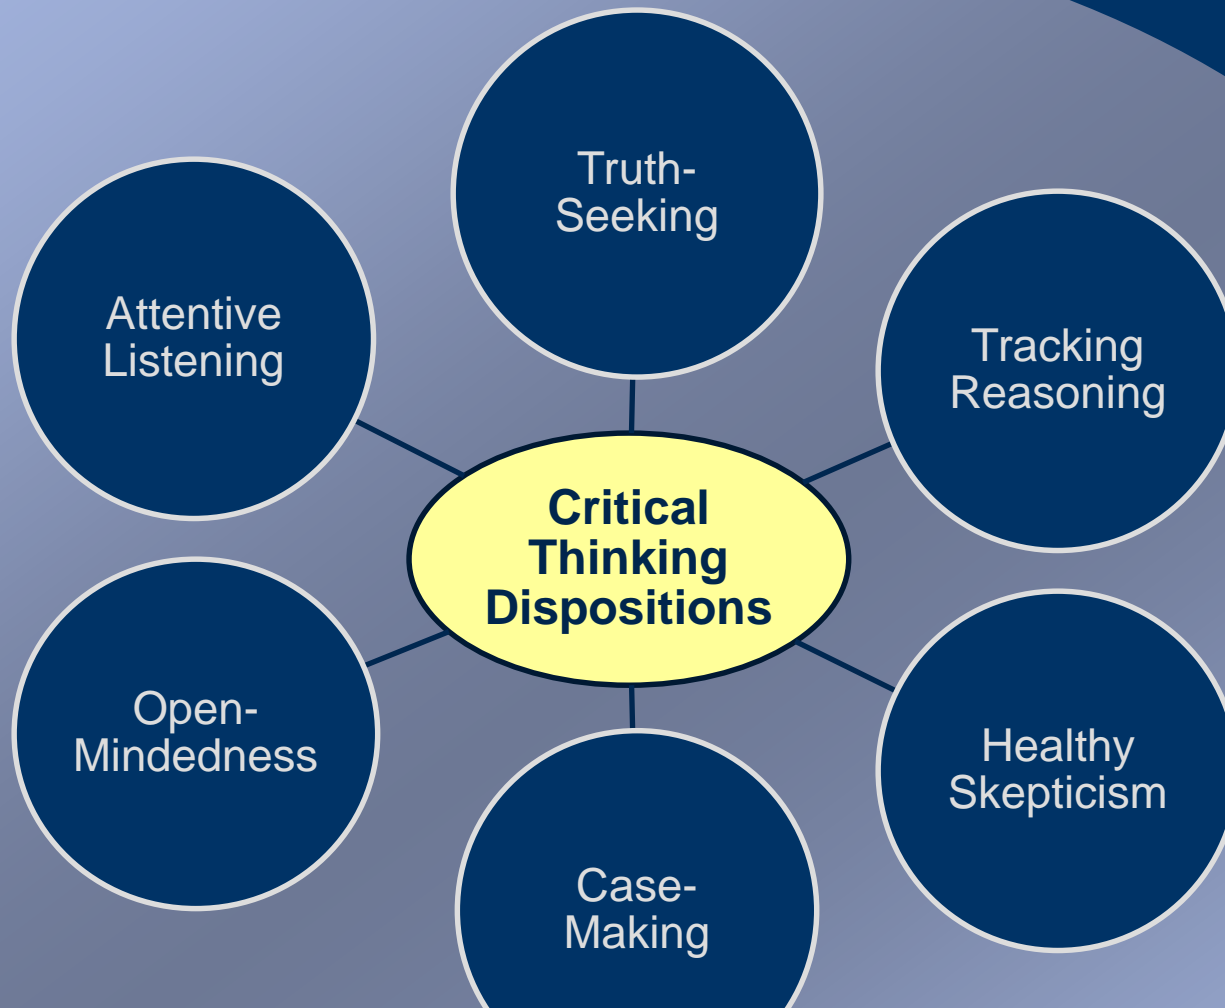 Truth-
Seeking
Attentive
Listening
Tracking
Reasoning
Critical
Thinking
Dispositions
Open-
Mindedness
Healthy
Skepticism
Case-
Making